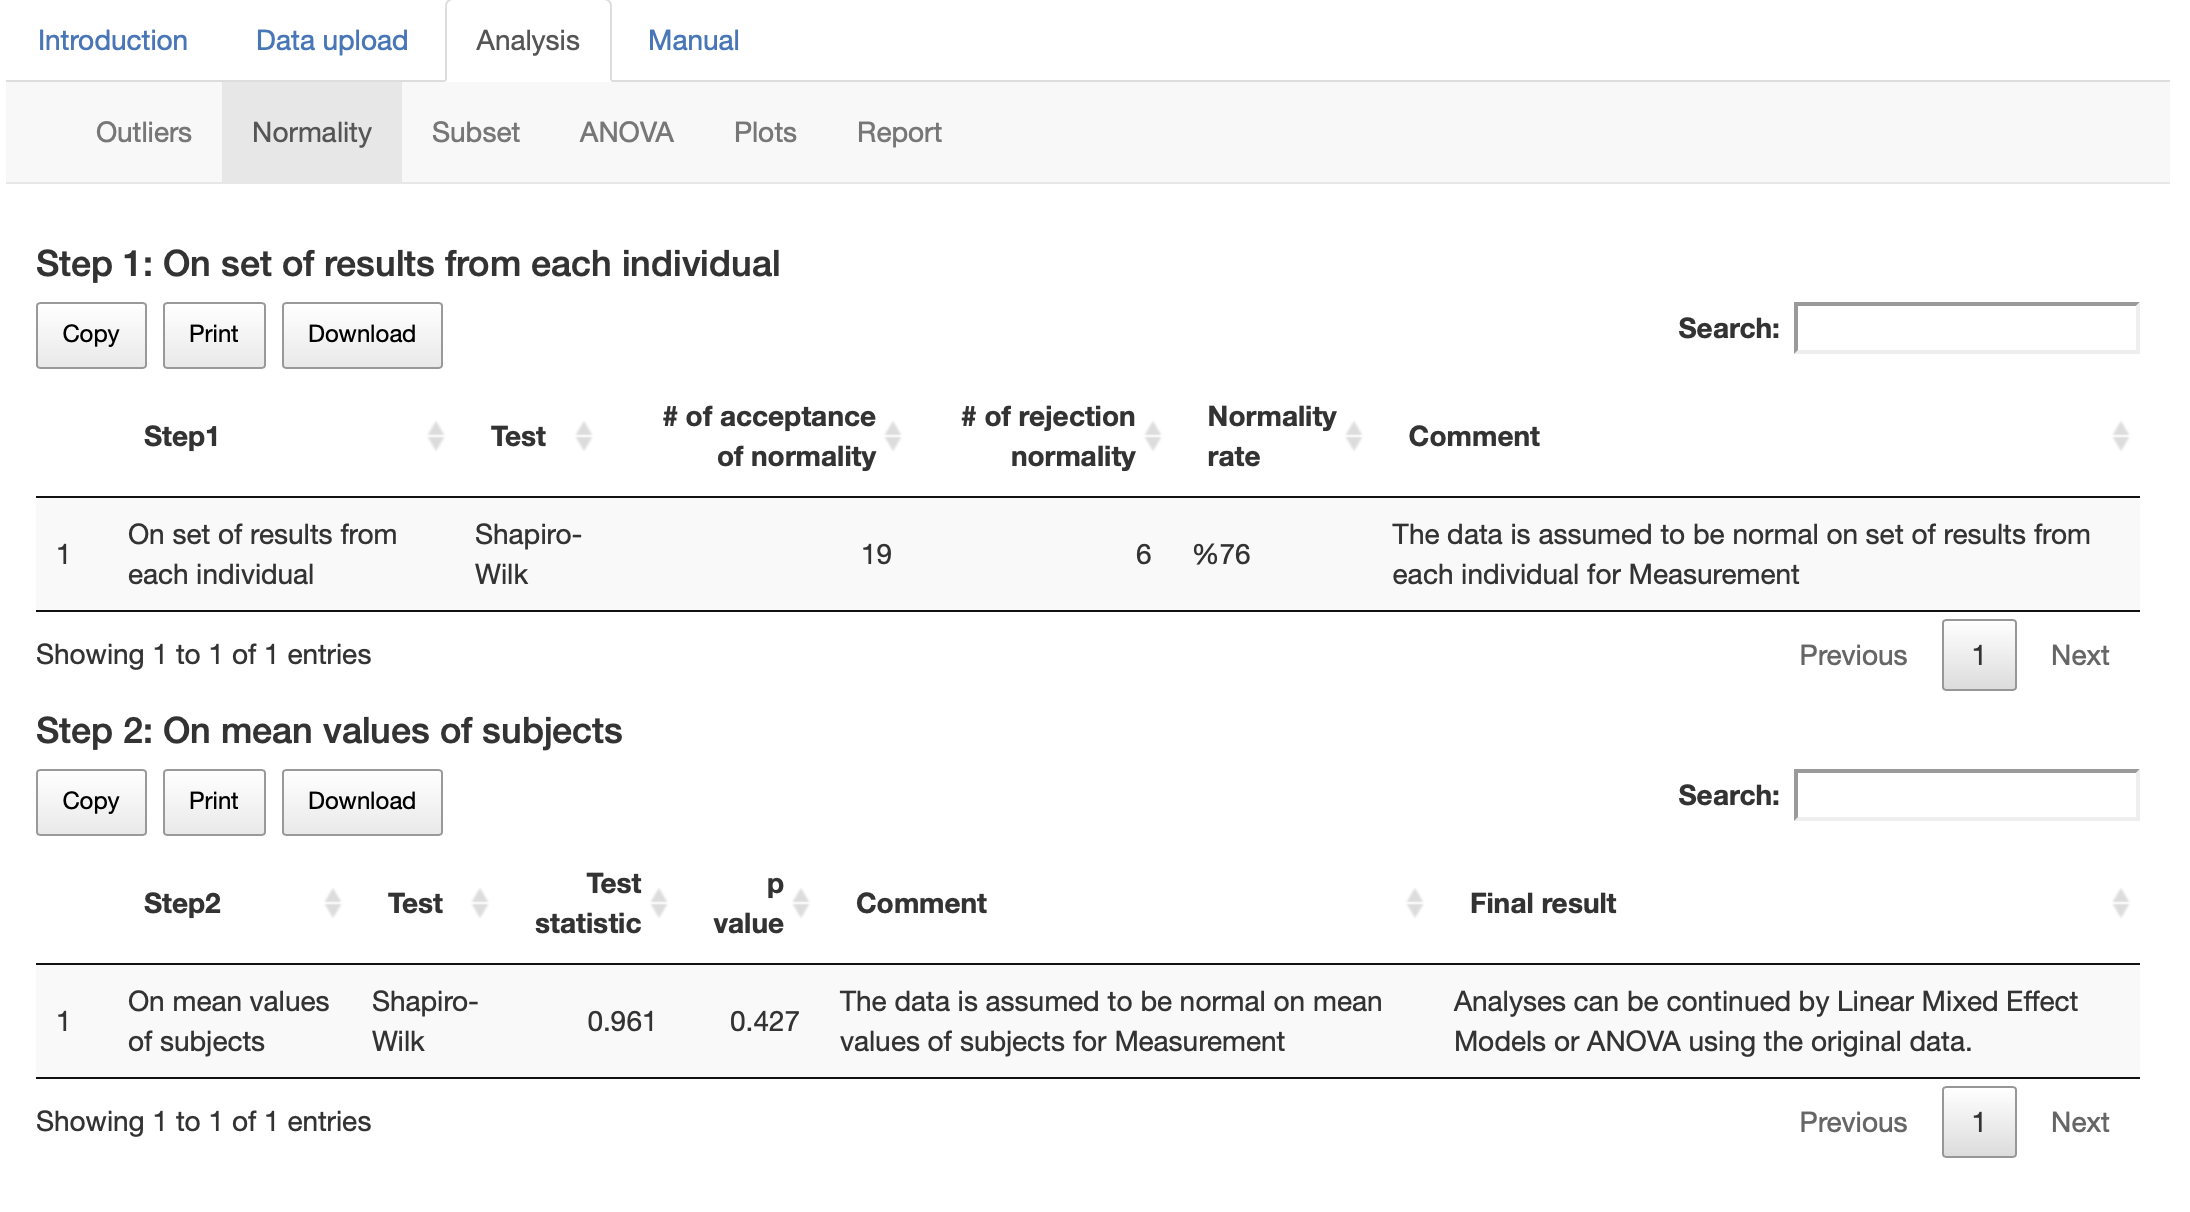 Introduction Data upload Analysis Manual
Outliers Normality Subset ANOVA Plots Report
Step 1: On set of results from each individual
Copy Print Download Search:
Step1 Test # of acceptance of normality # of rejection normality Normality rate Comment
1 On set of results from each individual Shapiro-Wilk 19 6 %76 The data is assumed to be normal on set of results from each individual for Measurement
Showing 1 to 1 of 1 entries Previous 1 Next
Step 2: On mean values of subjects
Copy Print Download Search:
Step2 Test Test statistic p value Comment Final result
1 On mean values of subjects Shapiro-Wilk 0.961 0.427 The data is assumed to be normal on mean values of subjects for Measurement Analyses can be continued by Linear Mixed Effect Models or ANOVA using the original data.
Showing 1 to 1 of 1 entries Previous 1 Next